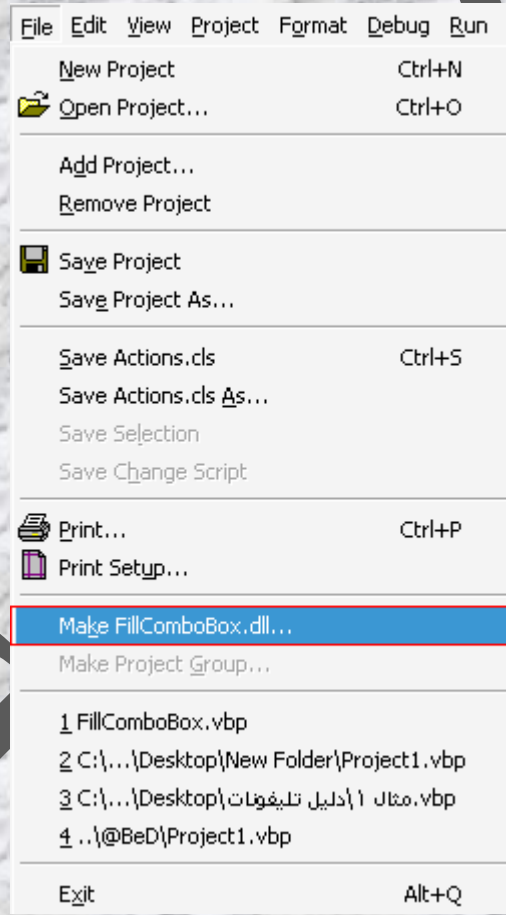 File Edit View Project Format Debug Run
New Project Ctrl+N
Open Project... Ctrl+O
Add Project...
Remove Project
Save Project
Save Project As...
Save Actions.cls Ctrl+S
Save Actions.cls As...
Save Selection
Save Change Script
Print... Ctrl+P
Print Setup...
Make FillComboBox.dll...
Make Project Group...
1 FillComboBox.vbp
2 C:\...\Desktop\New Folder\Project1.vbp
3 C:\...\Desktop\دليل تليفونات\مثال ١.vbp
4 ..\@BeD\Project1.vbp
Exit Alt+Q